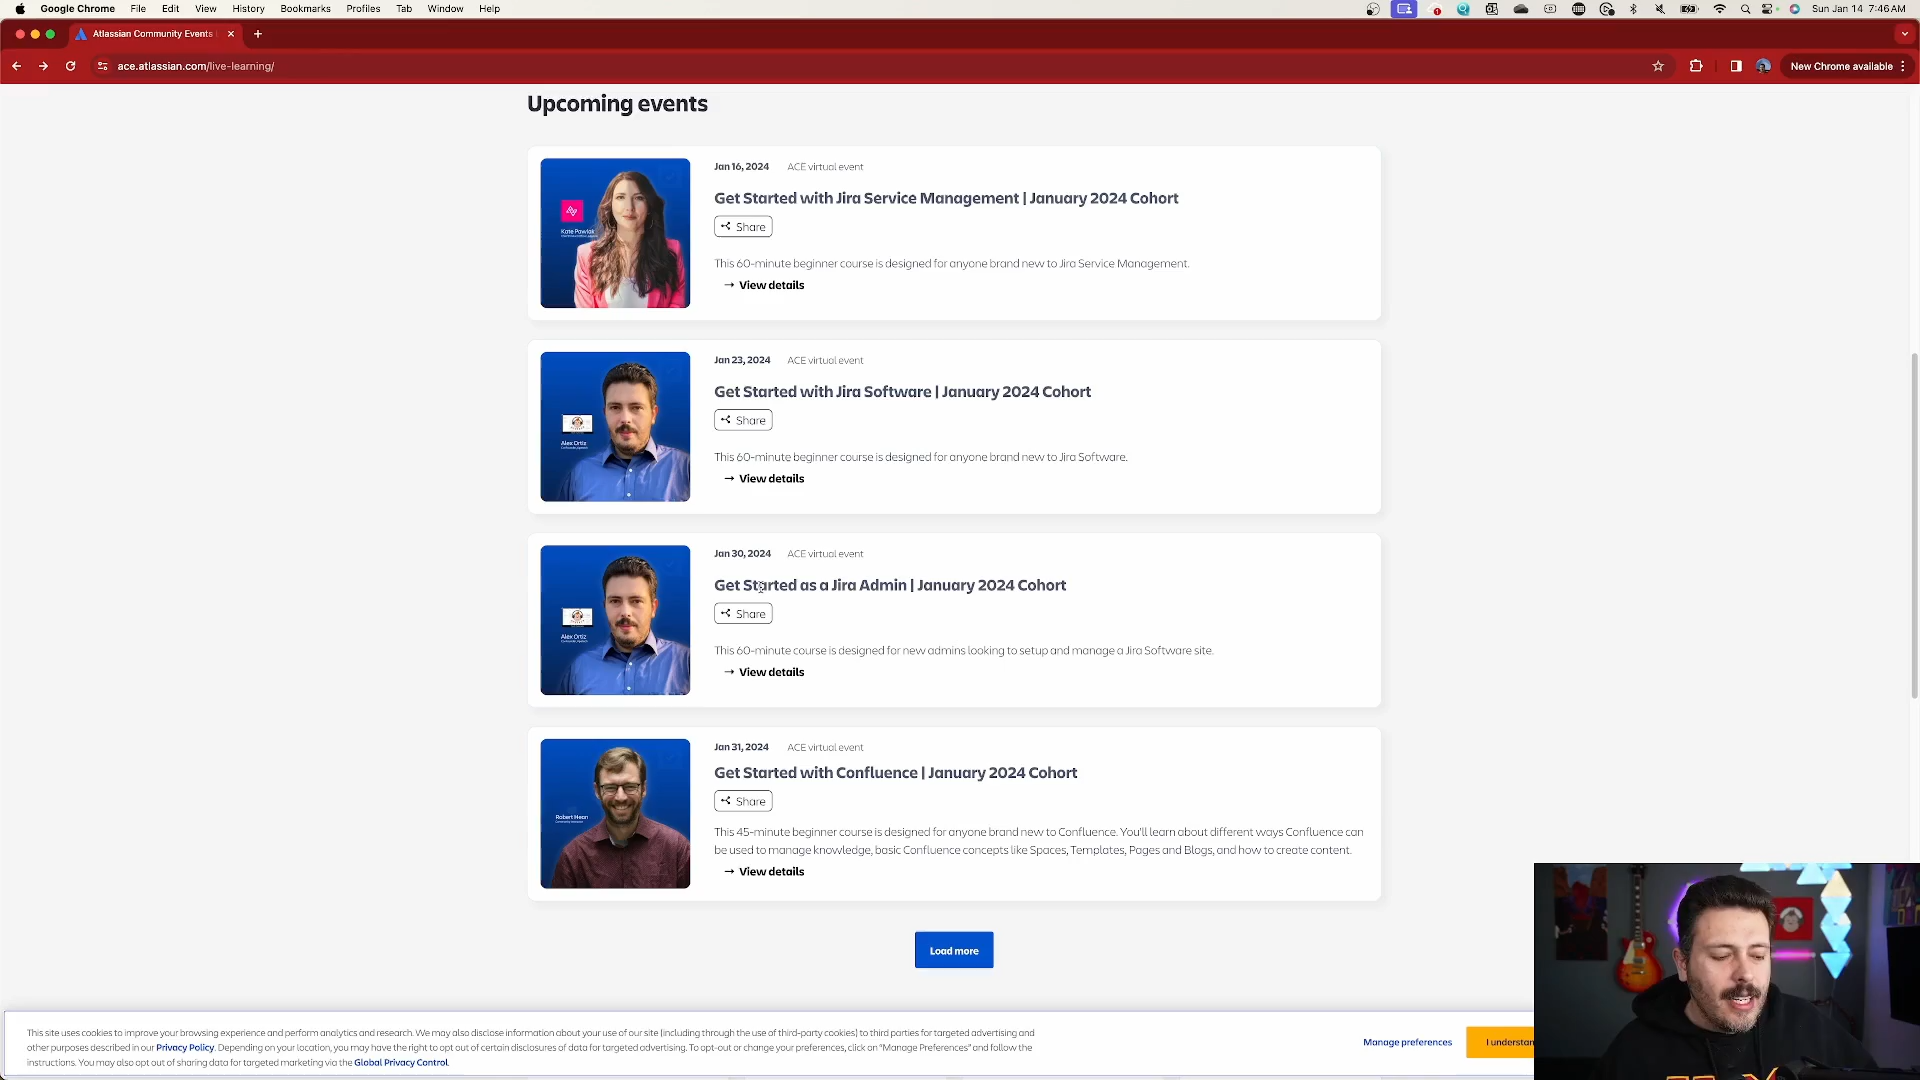 Google Chrome File Edit View History Bookmarks Profiles Tab Window Help
Sun Jan 14 7:46 AM
Atlassian Community Events
ace.atlassian.com/live-learning/
New Chrome available
Upcoming events
Jan 16, 2024 ACE virtual event
Get Started with Jira Service Management | January 2024 Cohort
Share
This 60-minute beginner course is designed for anyone brand new to Jira Service Management.
→ View details
Kate Pawlak
Jan 23, 2024 ACE virtual event
Get Started with Jira Software | January 2024 Cohort
Share
This 60-minute beginner course is designed for anyone brand new to Jira Software.
→ View details
Alex Ortiz
Jan 30, 2024 ACE virtual event
Get Started as a Jira Admin | January 2024 Cohort
Share
This 60-minute course is designed for new admins looking to setup and manage a Jira Software site.
→ View details
Alex Ortiz
Jan 31, 2024 ACE virtual event
Get Started with Confluence | January 2024 Cohort
Share
This 45-minute beginner course is designed for anyone brand new to Confluence. You'll learn about different ways Confluence can
be used to manage knowledge, basic Confluence concepts like Spaces, Templates, Pages and Blogs, and how to create content.
→ View details
Robert Hean
Load more
This site uses cookies to improve your browsing experience and perform analytics and research. We may also disclose information about your use of our site (including through the use of third-party cookies) to third parties for targeted advertising and
other purposes described in our Privacy Policy. Depending on your location, you may have the right to opt out of certain disclosures of data for targeted advertising. To opt-out or change your preferences, click on "Manage Preferences" and follow the
instructions. You may also opt out of sharing data for targeted marketing via the Global Privacy Control.
Manage preferences
I understan